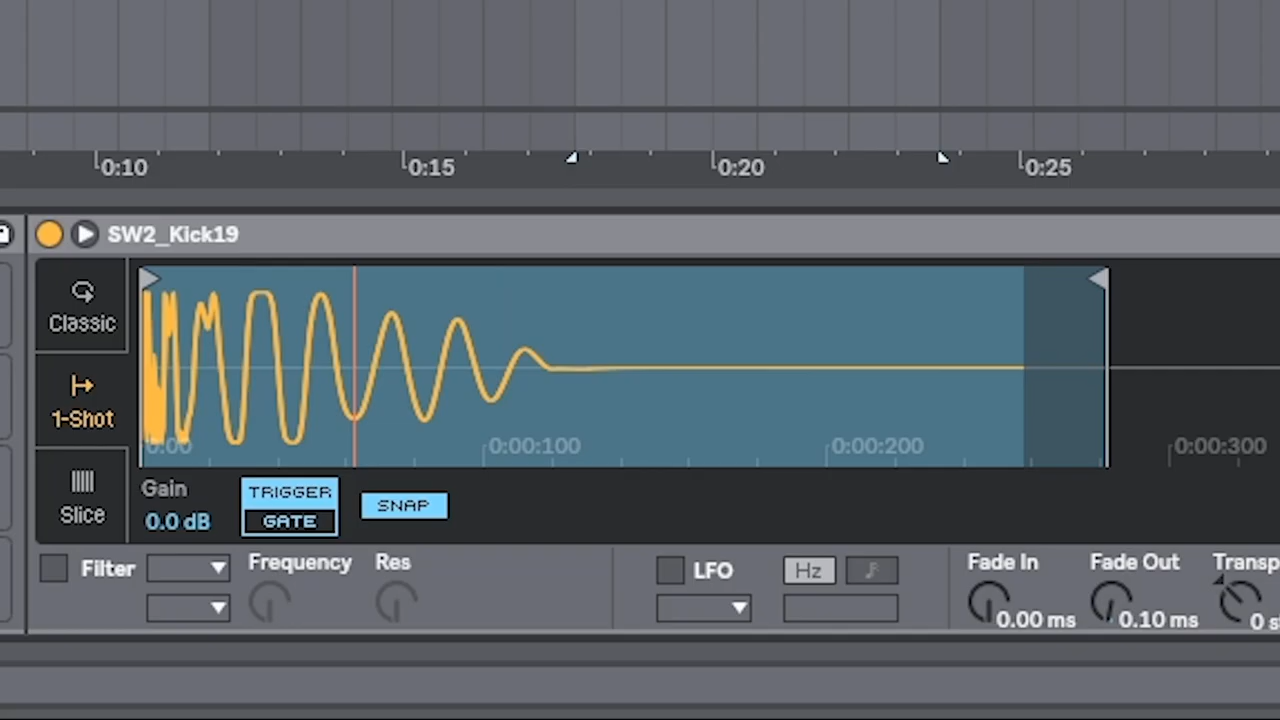 0:10 0:15 0:20 0:25
SW2_Kick19
Classic
1-Shot
Slice
0:00 0:00:100 0:00:200 0:00:300
Gain
0.0 dB
TRIGGER
GATE
SNAP
Filter Frequency Res LFO Hz Fade In Fade Out Transp
0.00 ms 0.10 ms 0 s